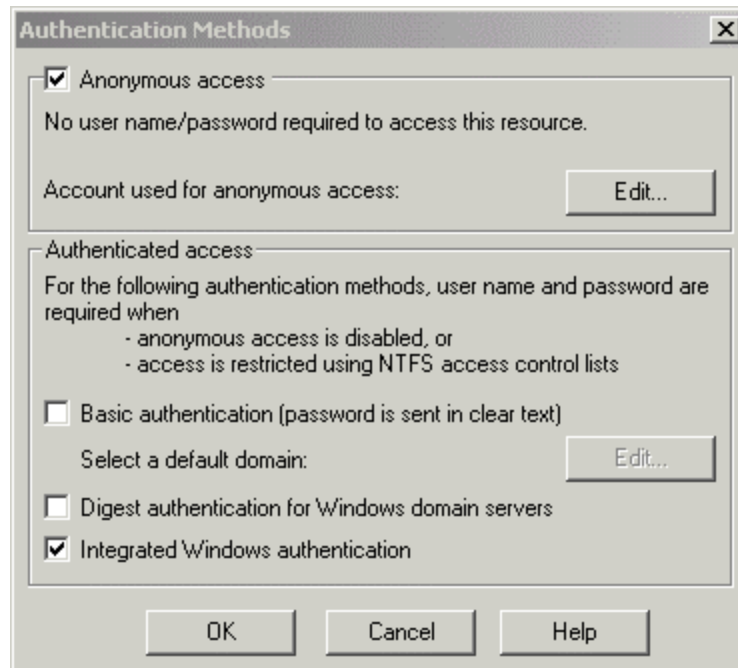 Authentication Methods
Anonymous access
No user name/password required to access this resource.
Account used for anonymous access:
Edit...
Authenticated access
For the following authentication methods, user name and password are
required when
- anonymous access is disabled, or
- access is restricted using NTFS access control lists
Basic authentication (password is sent in clear text)
Select a default domain:
Edit...
Digest authentication for Windows domain servers
Integrated Windows authentication
OK
Cancel
Help